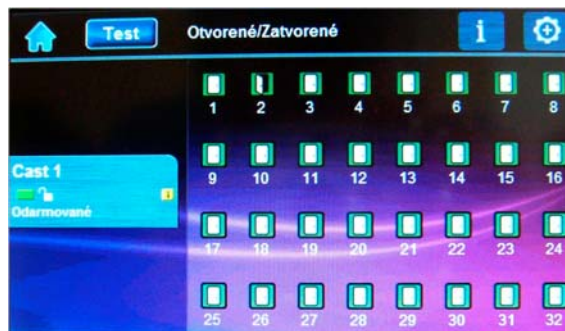 Test
Otvorené/Zatvorené
i
1 2 3 4 5 6 7 8
Cast 1
Odarmované
9 10 11 12 13 14 15 16
17 18 19 20 21 22 23 24
25 26 27 28 29 30 31 32